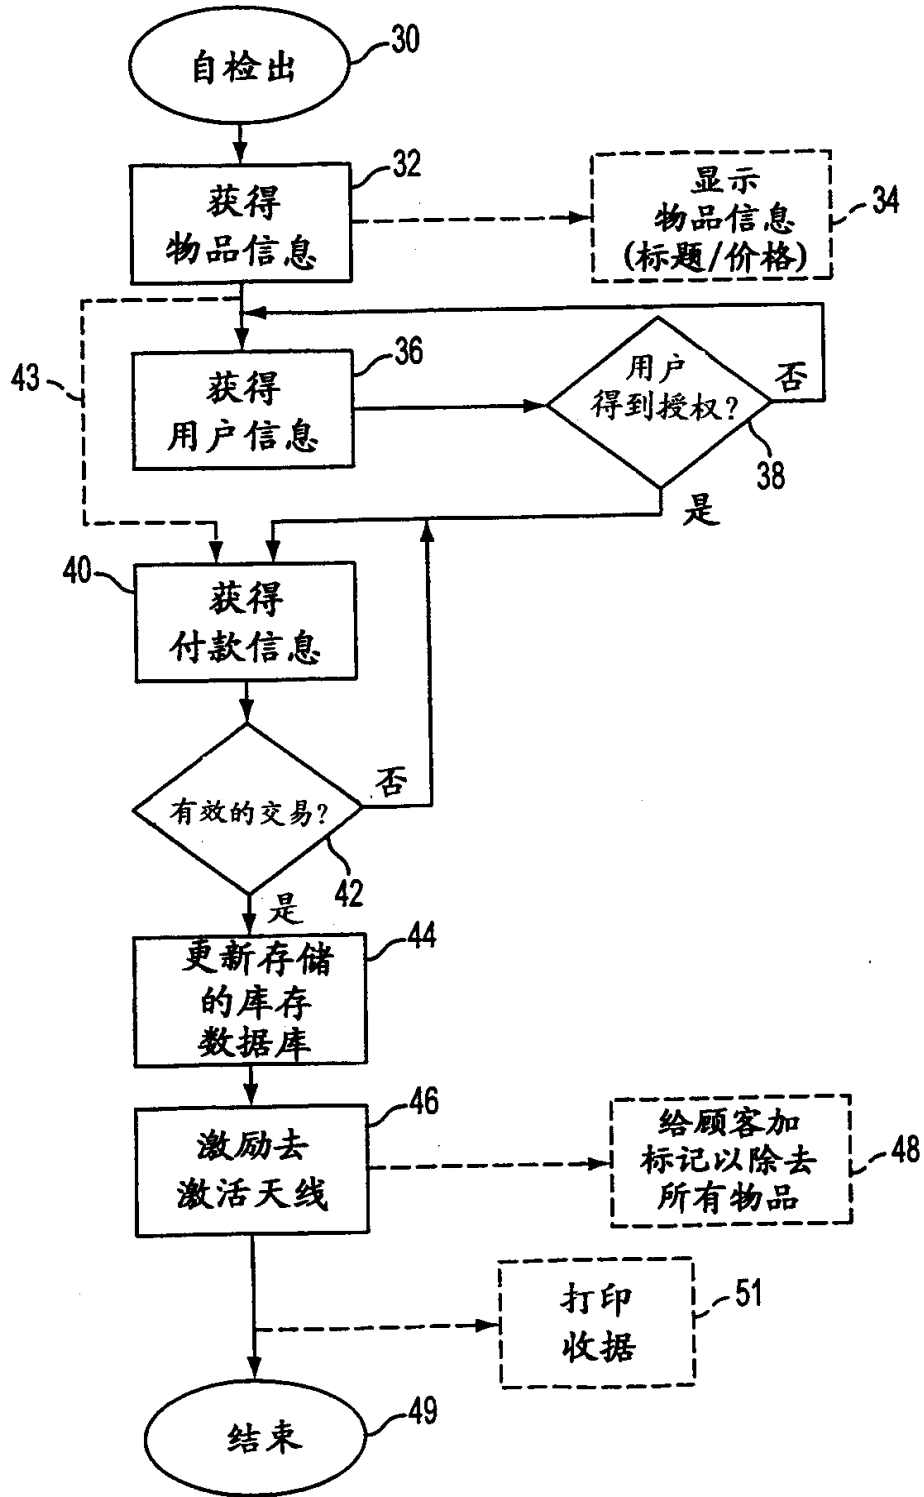 自检出
30
获得
物品信息
32
显示
物品信息
(标题/价格)
34
43
获得
用户信息
36
用户
得到授权?
否
38
是
40
获得
付款信息
有效的交易?
否
42
是
更新存储
的库存
数据库
44
激励去
激活天线
46
给顾客加
标记以除去
所有物品
48
打印
收据
51
结束
49